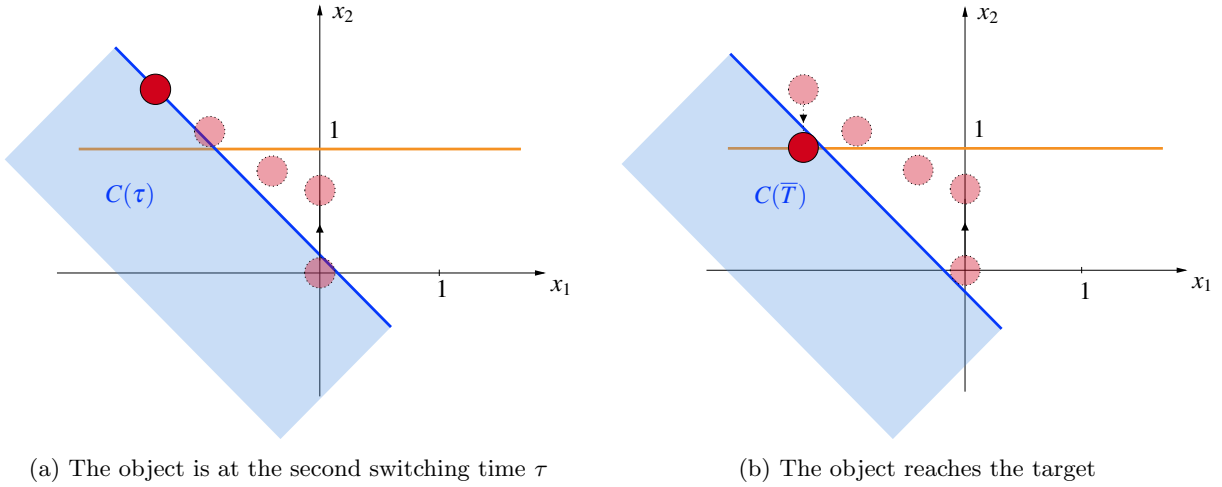 x₂
1
C(τ)
1
x₁
(a) The object is at the second switching time τ
x₂
1
C(T̅)
1
x₁
(b) The object reaches the target